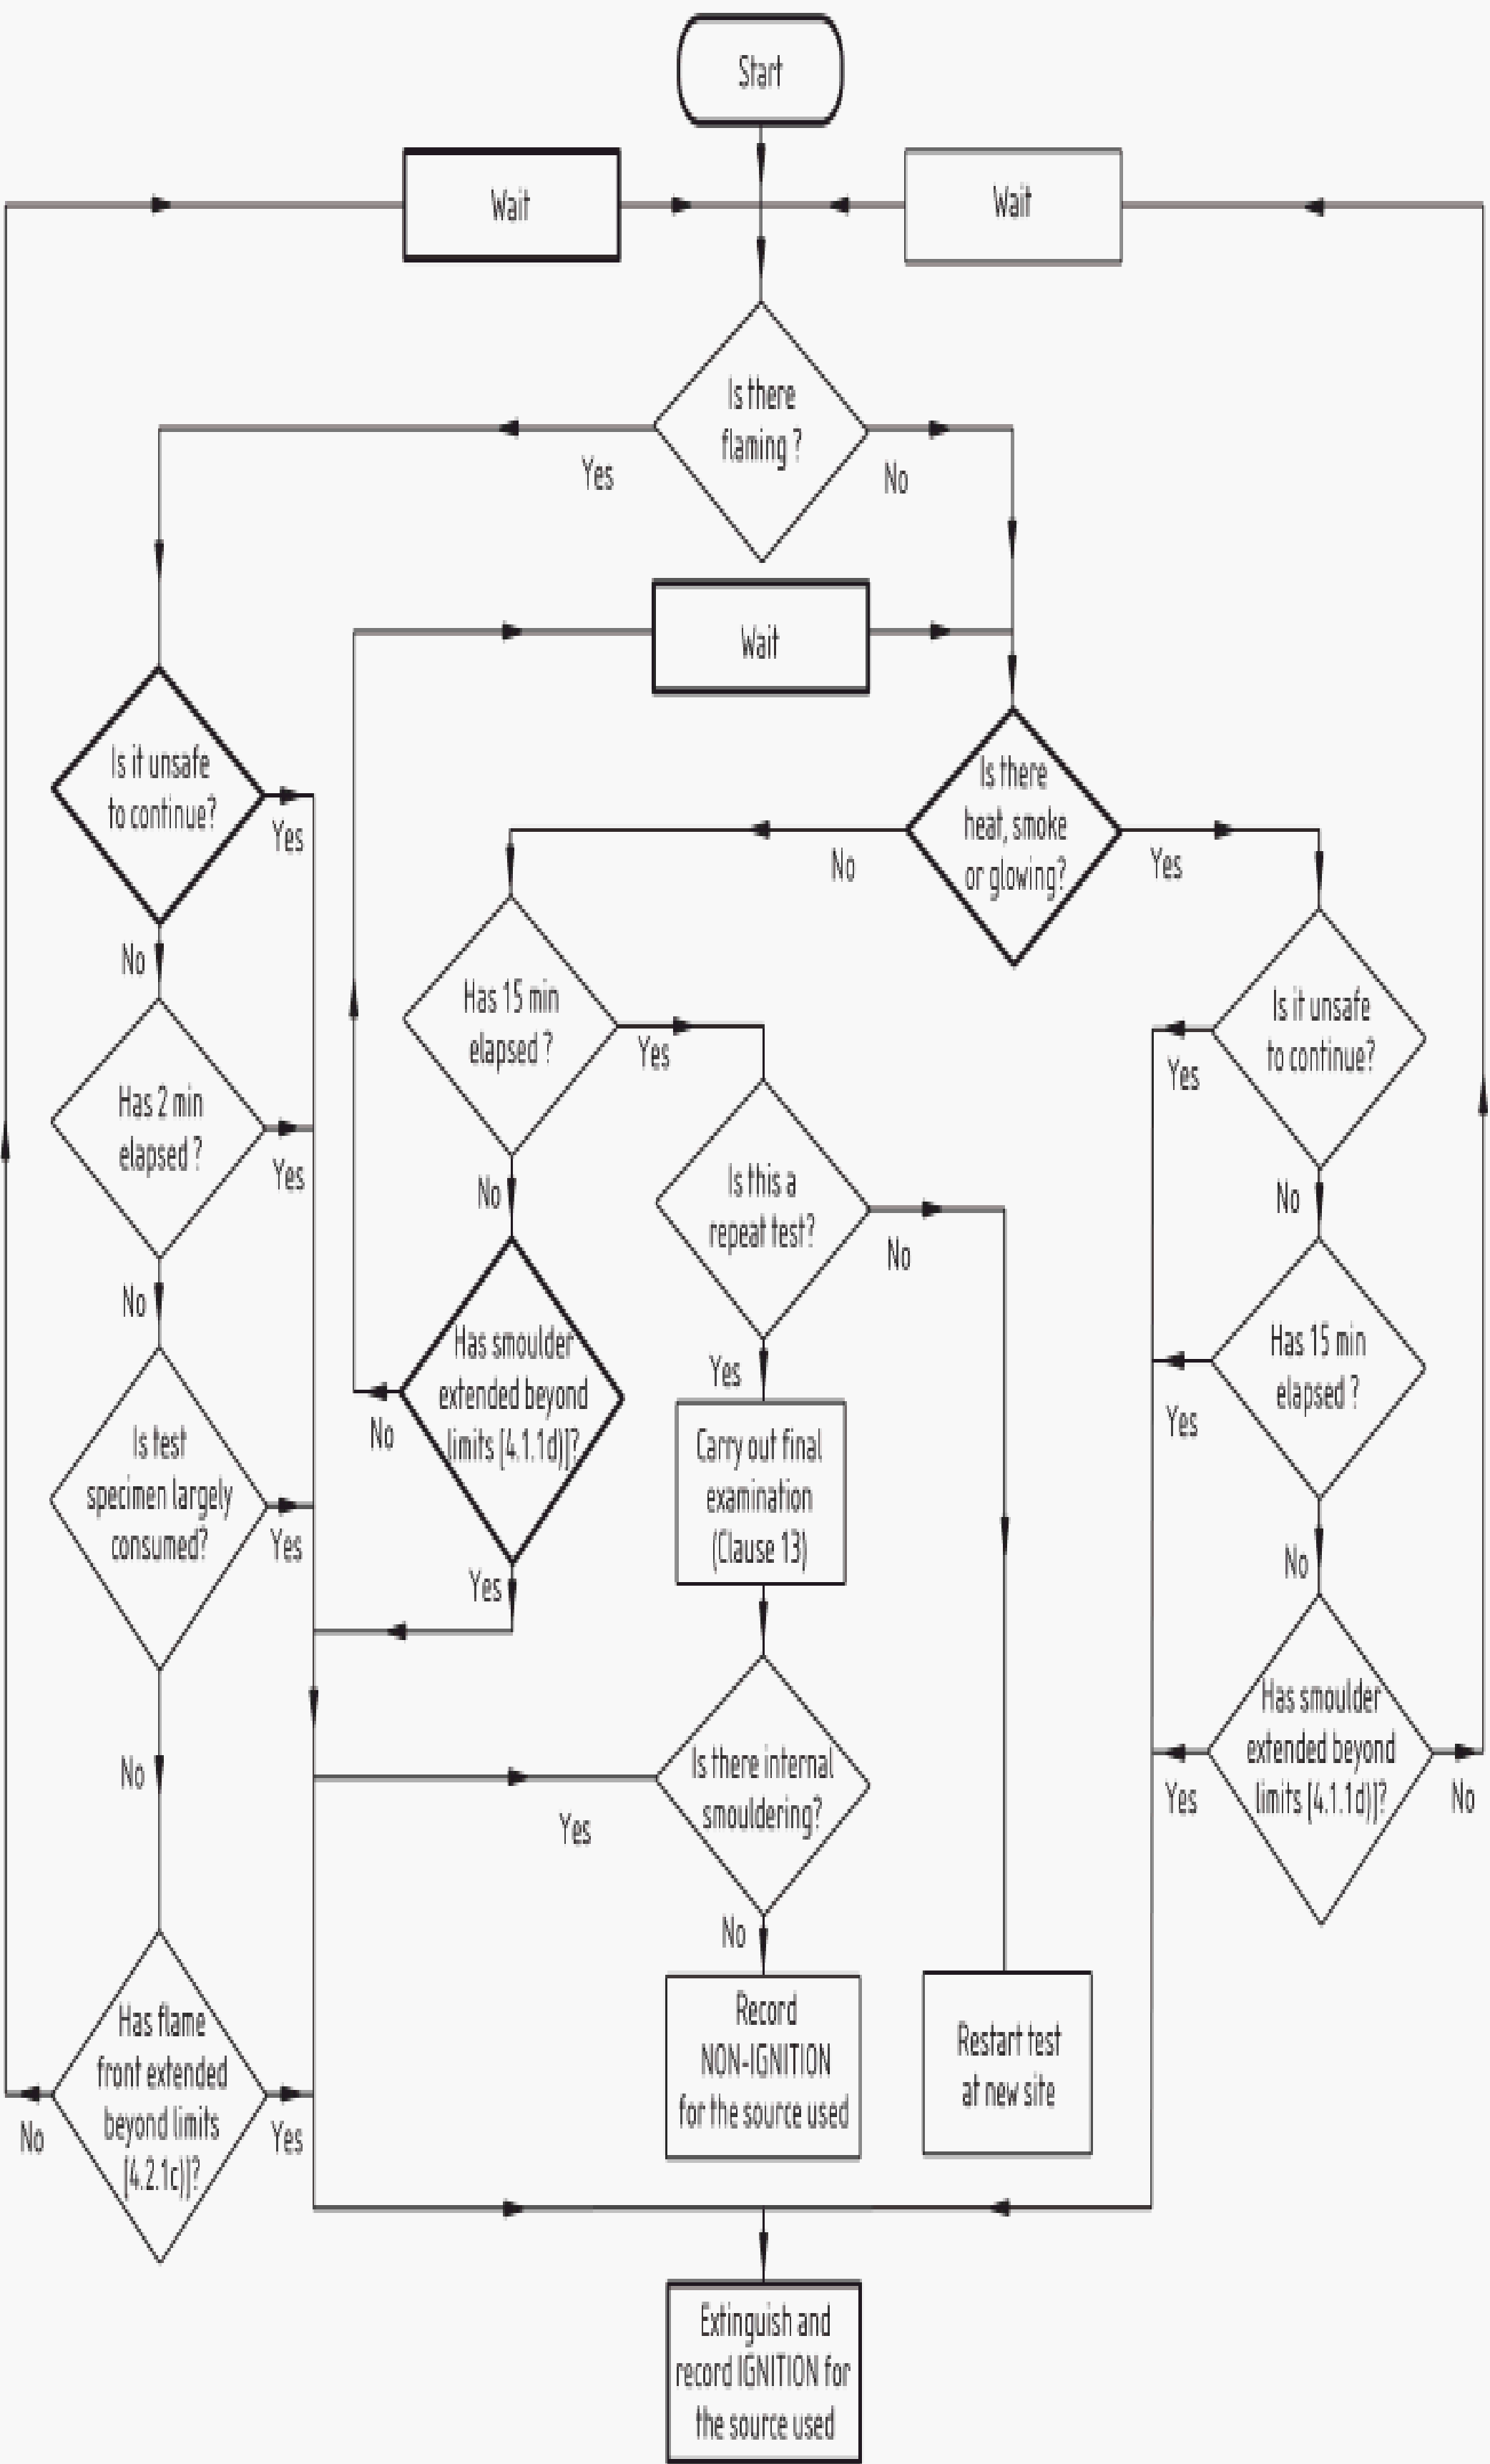 Start
Wait
Wait
Is there
flaming ?
Yes
No
Wait
Is it unsafe
to continue?
Yes
No
Is there
heat, smoke
or glowing?
No
Yes
Has 15 min
elapsed ?
Yes
No
Is it unsafe
to continue?
Yes
No
Has 2 min
elapsed ?
Yes
No
Is this a
repeat test?
No
Yes
Has smoulder
extended beyond
limits [4.1.1d)]?
No
Yes
Has 15 min
elapsed ?
Yes
No
Is test
specimen largely
consumed?
Yes
No
Carry out final
examination
(Clause 13)
Is there internal
smouldering?
Yes
No
Has smoulder
extended beyond
limits [4.1.1d)]?
Yes
No
Has flame
front extended
beyond limits
[4.2.1c)]?
No
Yes
Record
NON-IGNITION
for the source used
Restart test
at new site
Extinguish and
record IGNITION for
the source used